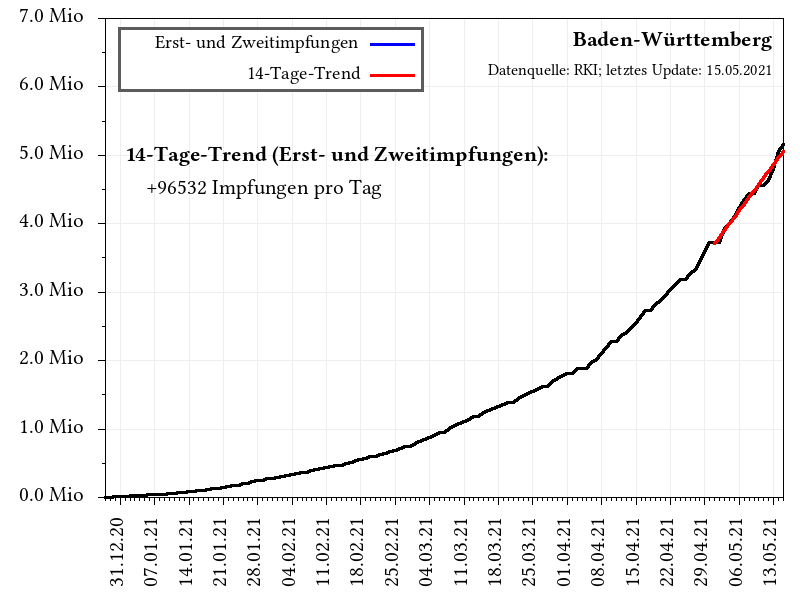 7.0 Mio
6.0 Mio
5.0 Mio
4.0 Mio
3.0 Mio
2.0 Mio
1.0 Mio
0.0 Mio
Erst- und Zweitimpfungen
14-Tage-Trend
Baden-Württemberg
Datenquelle: RKI; letztes Update: 15.05.2021
14-Tage-Trend (Erst- und Zweitimpfungen):
+96532 Impfungen pro Tag
31.12.20
07.01.21
14.01.21
21.01.21
28.01.21
04.02.21
11.02.21
18.02.21
25.02.21
04.03.21
11.03.21
18.03.21
25.03.21
01.04.21
08.04.21
15.04.21
22.04.21
29.04.21
06.05.21
13.05.21